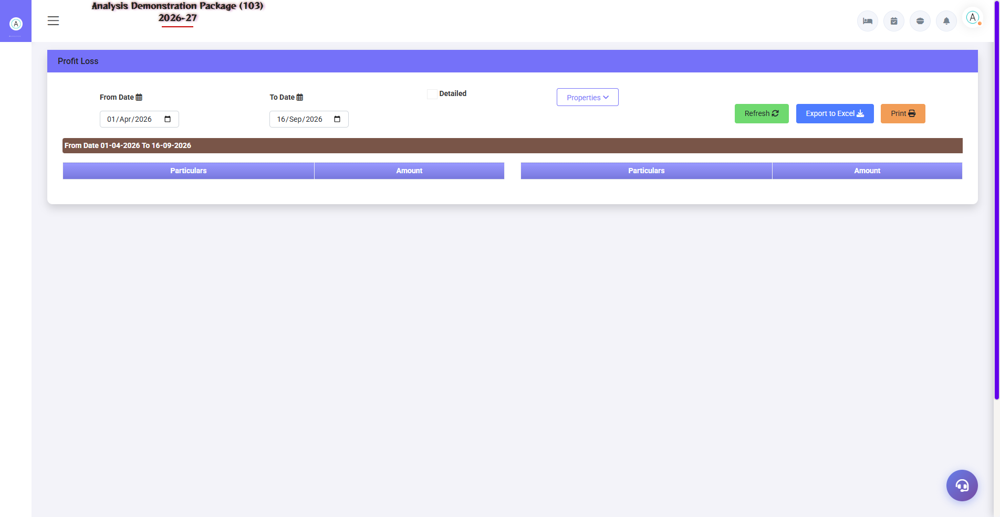 Analysis Demonstration Package (103)
2026-27
A
A
Profit Loss
From Date
To Date
Detailed
Properties
01/Apr/2026
16/Sep/2026
Refresh
Export to Excel
Print
From Date 01-04-2026 To 16-09-2026
Particulars Amount Particulars Amount